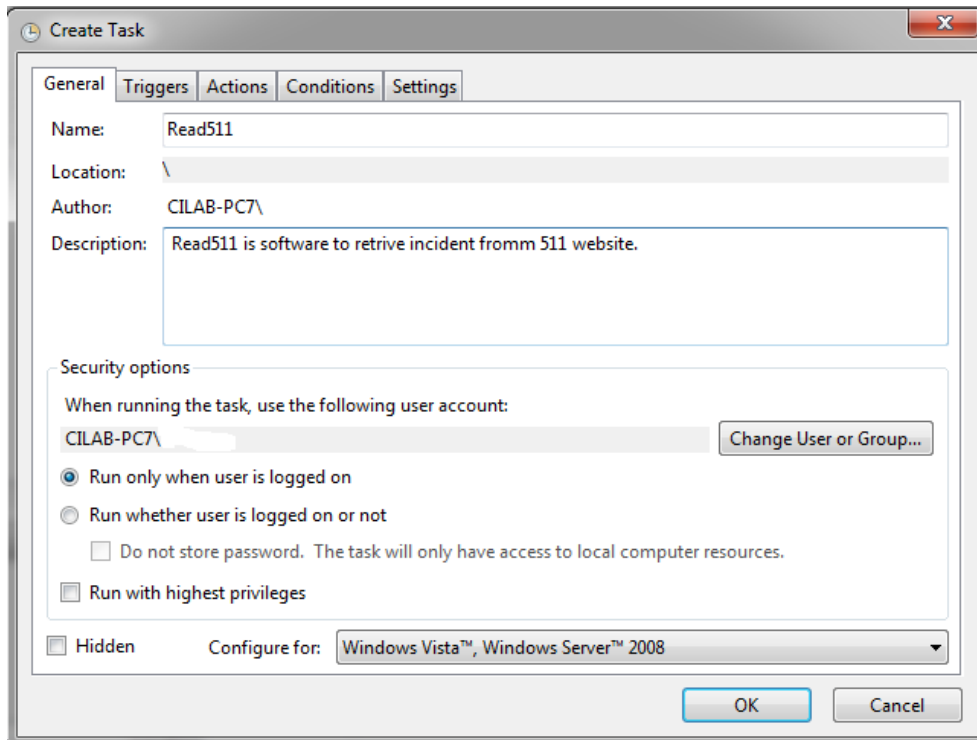 Create Task
General Triggers Actions Conditions Settings
Name: Read511
Location: \
Author: CILAB-PC7\
Description: Read511 is software to retrive incident fromm 511 website.
Security options
When running the task, use the following user account:
CILAB-PC7\ Change User or Group...
Run only when user is logged on
Run whether user is logged on or not
Do not store password. The task will only have access to local computer resources.
Run with highest privileges
Hidden Configure for: Windows Vista™, Windows Server™ 2008
OK Cancel